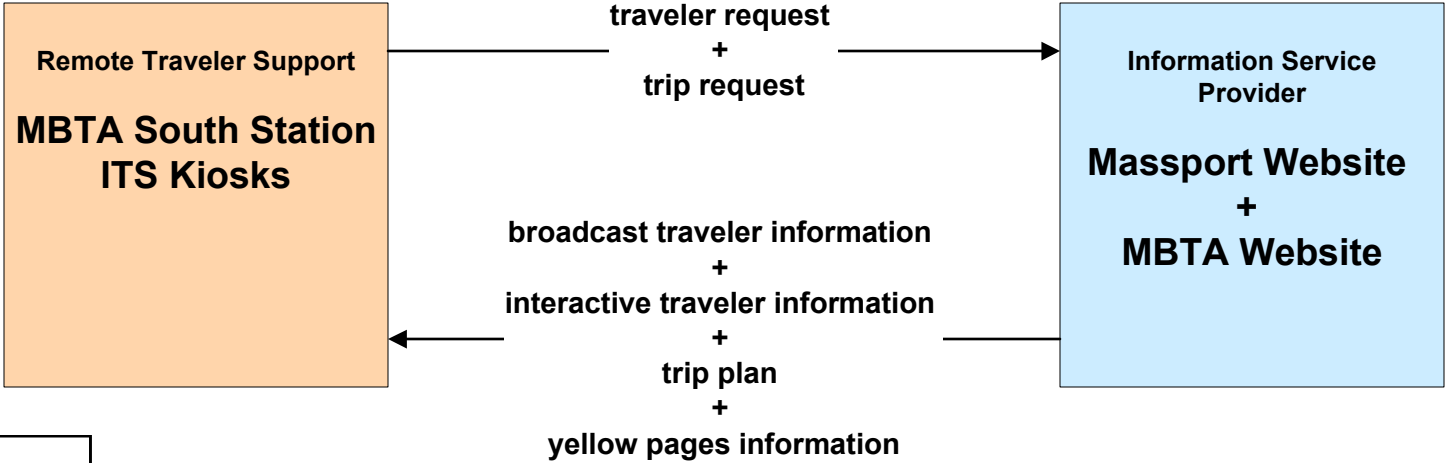 Remote Traveler Support
MBTA South Station
ITS Kiosks
traveler request
+
trip request
Information Service
Provider
Massport Website
+
MBTA Website
broadcast traveler information
+
interactive traveler information
+
trip plan
+
yellow pages information